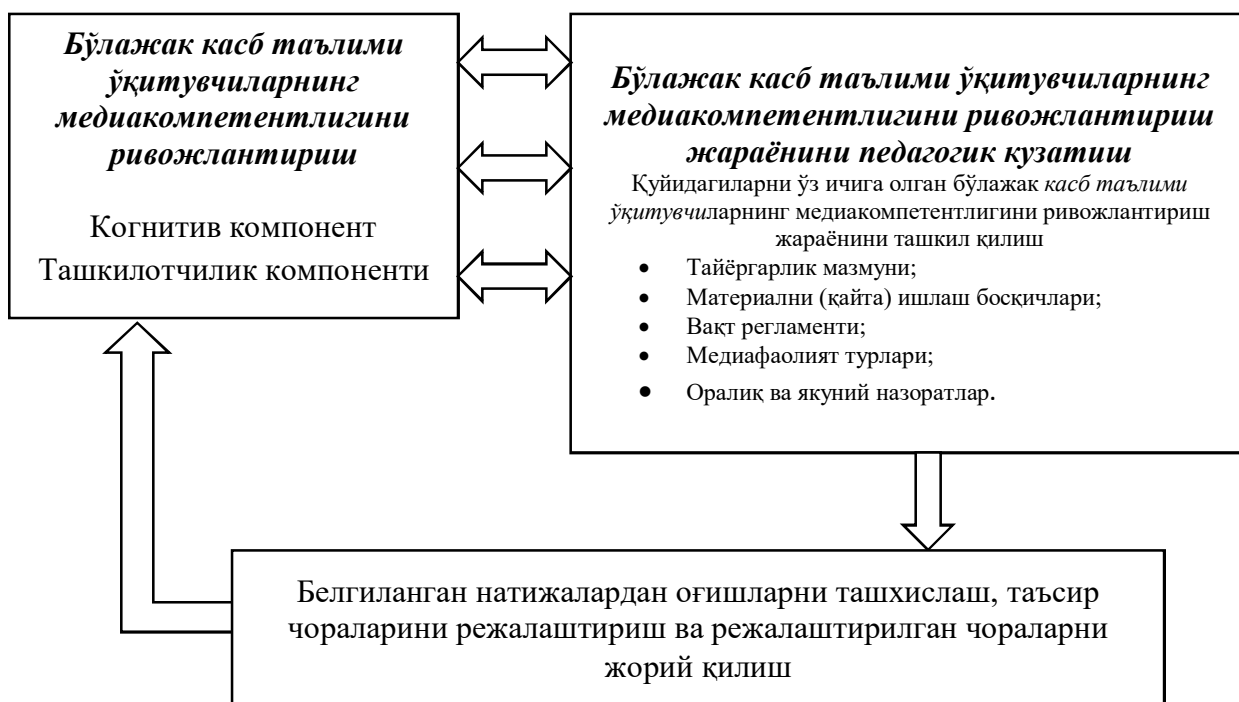 Бўлажак касб таълими
ўқитувчиларнинг
медиакомпетентлигини
ривожлантириш
Когнитив компонент
Ташкилотчилик компоненти
Бўлажак касб таълими ўқитувчиларнинг
медиакомпетентлигини ривожлантириш
жараёнини педагогик кузатиш
Қуйидагиларни ўз ичига олган бўлажак касб таълими
ўқитувчиларнинг медиакомпетентлигини ривожлантириш
жараёнини ташкил қилиш
• Тайёргарлик мазмуни;
• Материални (қайта) ишлаш босқичлари;
• Вақт регламенти;
• Медиафаолият турлари;
• Оралиқ ва якуний назоратлар.
Белгиланган натижалардан оғишларни ташхислаш, таъсир
чораларини режалаштириш ва режалаштирилган чораларни
жорий қилиш